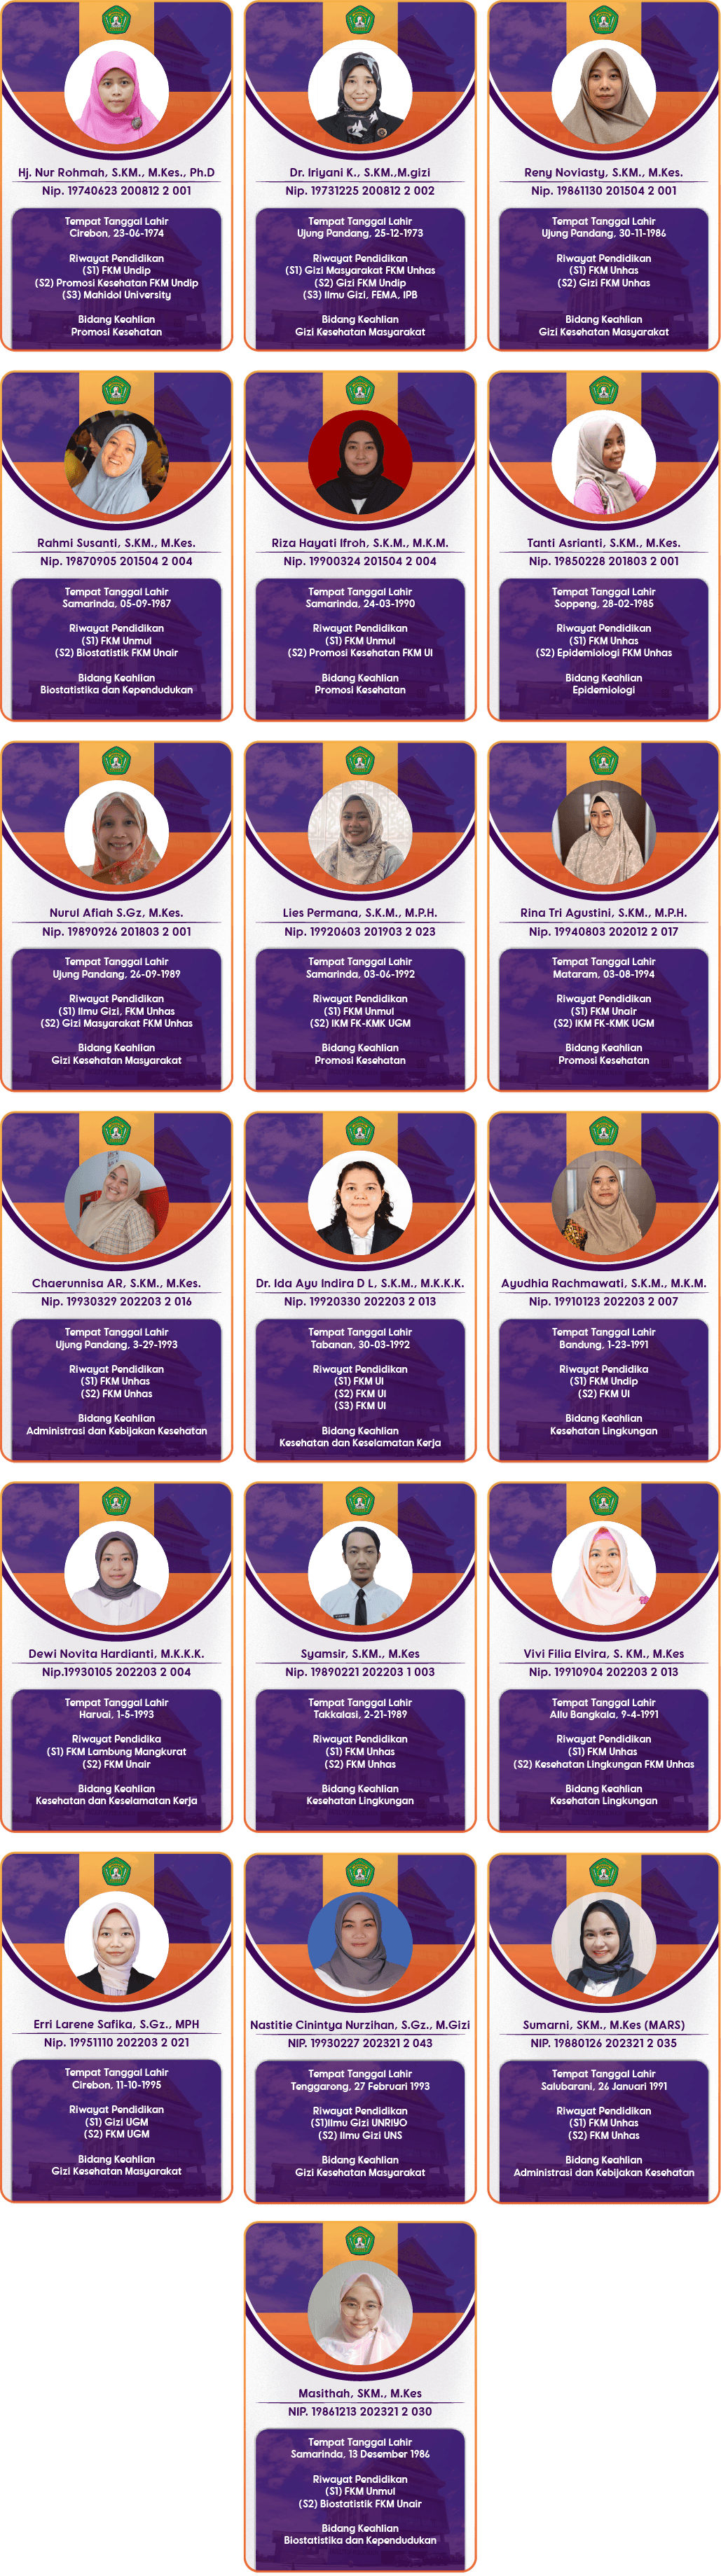 Hj. Nur Rohmah, S.KM., M.Kes., Ph.D
Nip. 19740623 200812 2 001
Tempat Tanggal Lahir
Cirebon, 23-06-1974
Riwayat Pendidikan
(S1) FKM Undip
(S2) Promosi Kesehatan FKM Undip
(S3) Mahidol University
Bidang Keahlian
Promosi Kesehatan
Dr. Iriyani K., S.KM.,M.gizi
Nip. 19731225 200812 2 002
Tempat Tanggal Lahir
Ujung Pandang, 25-12-1973
Riwayat Pendidikan
(S1) Gizi Masyarakat FKM Unhas
(S2) Gizi FKM Undip
(S3) Ilmu Gizi, FEMA, IPB
Bidang Keahlian
Gizi Kesehatan Masyarakat
Reny Noviasty, S.KM., M.Kes.
Nip. 19861130 201504 2 001
Tempat Tanggal Lahir
Ujung Pandang, 30-11-1986
Riwayat Pendidikan
(S1) FKM Unhas
(S2) Gizi FKM Unhas
Bidang Keahlian
Gizi Kesehatan Masyarakat
Rahmi Susanti, S.KM., M.Kes.
Nip. 19870905 201504 2 004
Tempat Tanggal Lahir
Samarinda, 05-09-1987
Riwayat Pendidikan
(S1) FKM Unmul
(S2) Biostatistik FKM Unair
Bidang Keahlian
Biostatistika dan Kependudukan
Riza Hayati Ifroh, S.K.M., M.K.M.
Nip. 19900324 201504 2 004
Tempat Tanggal Lahir
Samarinda, 24-03-1990
Riwayat Pendidikan
(S1) FKM Unmul
(S2) Promosi Kesehatan FKM UI
Bidang Keahlian
Promosi Kesehatan
Tanti Asrianti, S.KM., M.Kes.
Nip. 19850228 201803 2 001
Tempat Tanggal Lahir
Soppeng, 28-02-1985
Riwayat Pendidikan
(S1) FKM Unhas
(S2) Epidemiologi FKM Unhas
Bidang Keahlian
Epidemiologi
Nurul Afiah S.Gz, M.Kes.
Nip. 19890926 201803 2 001
Tempat Tanggal Lahir
Ujung Pandang, 26-09-1989
Riwayat Pendidikan
(S1) Ilmu Gizi, FKM Unhas
(S2) Gizi Masyarakat FKM Unhas
Bidang Keahlian
Gizi Kesehatan Masyarakat
Lies Permana, S.K.M., M.P.H.
Nip. 19920603 201903 2 023
Tempat Tanggal Lahir
Samarinda, 03-06-1992
Riwayat Pendidikan
(S1) FKM Unmul
(S2) IKM FK-KMK UGM
Bidang Keahlian
Promosi Kesehatan
Rina Tri Agustini, S.KM., M.P.H.
Nip. 19940803 202012 2 017
Tempat Tanggal Lahir
Mataram, 03-08-1994
Riwayat Pendidikan
(S1) FKM Unair
(S2) IKM FK-KMK UGM
Bidang Keahlian
Promosi Kesehatan
Chaerunnisa AR, S.KM., M.Kes.
Nip. 19930329 202203 2 016
Tempat Tanggal Lahir
Ujung Pandang, 3-29-1993
Riwayat Pendidikan
(S1) FKM Unhas
(S2) FKM Unhas
Bidang Keahlian
Administrasi dan Kebijakan Kesehatan
Dr. Ida Ayu Indira D L, S.K.M., M.K.K.K.
Nip. 19920330 202203 2 013
Tempat Tanggal Lahir
Tabanan, 30-03-1992
Riwayat Pendidikan
(S1) FKM UI
(S2) FKM UI
(S3) FKM UI
Bidang Keahlian
Kesehatan dan Keselamatan Kerja
Ayudhia Rachmawati, S.K.M., M.K.M.
Nip. 19910123 202203 2 007
Tempat Tanggal Lahir
Bandung, 1-23-1991
Riwayat Pendidika
(S1) FKM Undip
(S2) FKM UI
Bidang Keahlian
Kesehatan Lingkungan
Dewi Novita Hardianti, M.K.K.K.
Nip.19930105 202203 2 004
Tempat Tanggal Lahir
Haruai, 1-5-1993
Riwayat Pendidika
(S1) FKM Lambung Mangkurat
(S2) FKM Unair
Bidang Keahlian
Kesehatan dan Keselamatan Kerja
Syamsir, S.KM., M.Kes
Nip. 19890221 202203 1 003
Tempat Tanggal Lahir
Takkalasi, 2-21-1989
Riwayat Pendidikan
(S1) FKM Unhas
(S2) FKM Unhas
Bidang Keahlian
Kesehatan Lingkungan
Vivi Filia Elvira, S. KM., M.Kes
Nip. 19910904 202203 2 013
Tempat Tanggal Lahir
Allu Bangkala, 9-4-1991
Riwayat Pendidikan
(S1) FKM Unhas
(S2) Kesehatan Lingkungan FKM Unhas
Bidang Keahlian
Kesehatan Lingkungan
Erri Larene Safika, S.Gz., MPH
Nip. 19951110 202203 2 021
Tempat Tanggal Lahir
Cirebon, 11-10-1995
Riwayat Pendidikan
(S1) Gizi UGM
(S2) FKM UGM
Bidang Keahlian
Gizi Kesehatan Masyarakat
Nastitie Cinintya Nurzihan, S.Gz., M.Gizi
NIP. 19930227 202321 2 043
Tempat Tanggal Lahir
Tenggarong, 27 Februari 1993
Riwayat Pendidikan
(S1)Ilmu Gizi UNRIYO
(S2) Ilmu Gizi UNS
Bidang Keahlian
Gizi Kesehatan Masyarakat
Sumarni, SKM., M.Kes (MARS)
NIP. 19880126 202321 2 035
Tempat Tanggal Lahir
Salubarani, 26 Januari 1991
Riwayat Pendidikan
(S1) FKM Unhas
(S2) FKM Unhas
Bidang Keahlian
Administrasi dan Kebijakan Kesehatan
Masithah, SKM., M.Kes
NIP. 19861213 202321 2 030
Tempat Tanggal Lahir
Samarinda, 13 Desember 1986
Riwayat Pendidikan
(S1) FKM Unmul
(S2) Biostatistik FKM Unair
Bidang Keahlian
Biostatistika dan Kependudukan